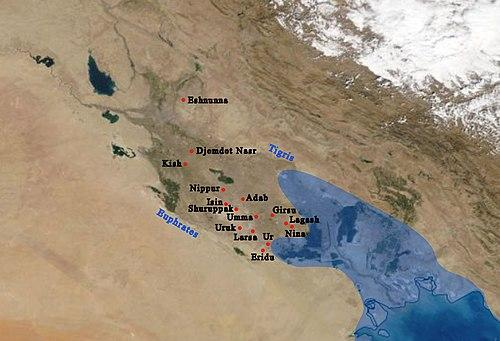 Eshnunna
Tigris
Djemdet Nasr
Kish
Nippur
Adab
Isin
Shuruppak
Girsu
Umma
Lagash
Euphrates
Uruk
Nina
Larsa
Ur
Eridu